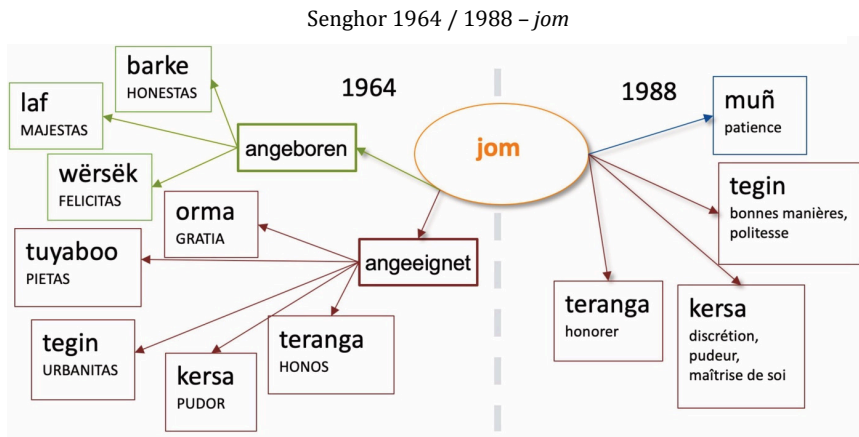 Senghor 1964 / 1988 – jom
1964
1988
jom
barke
HONESTAS
laf
MAJESTAS
wërsëk
FELICITAS
angeboren
orma
GRATIA
tuyaboo
PIETAS
angeeignet
tegin
URBANITAS
kersa
PUDOR
teranga
HONOS
muñ
patience
tegin
bonnes manières,
politesse
teranga
honorer
kersa
discrétion,
pudeur,
maîtrise de soi